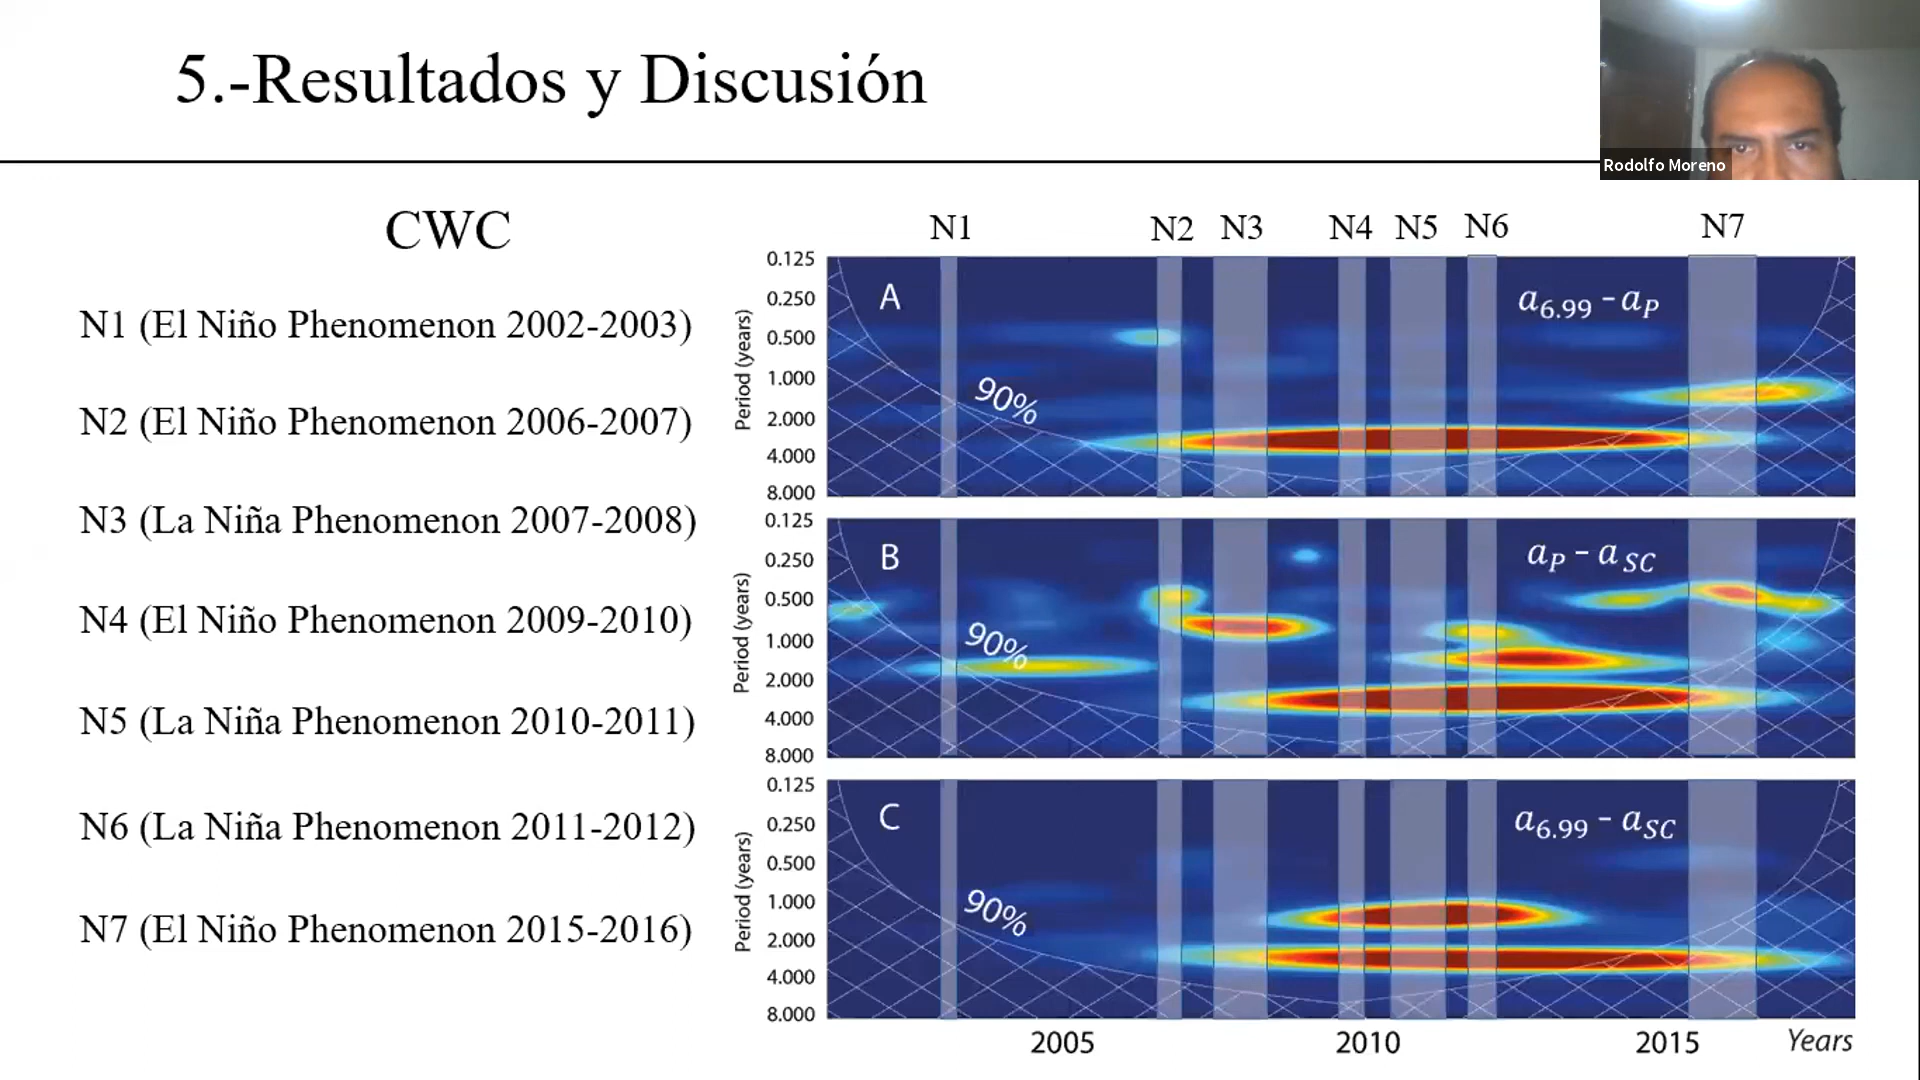 5.-Resultados y Discusión
Rodolfo Moreno
CWC
N1 (El Niño Phenomenon 2002-2003)
N2 (El Niño Phenomenon 2006-2007)
N3 (La Niña Phenomenon 2007-2008)
N4 (El Niño Phenomenon 2009-2010)
N5 (La Niña Phenomenon 2010-2011)
N6 (La Niña Phenomenon 2011-2012)
N7 (El Niño Phenomenon 2015-2016)
N1 N2 N3 N4 N5 N6 N7
Period (years)
0.125
0.250
0.500
1.000
2.000
4.000
8.000
A
90%
a6.99 - aP
Period (years)
0.125
0.250
0.500
1.000
2.000
4.000
8.000
B
90%
aP - aSC
Period (years)
0.125
0.250
0.500
1.000
2.000
4.000
8.000
C
90%
a6.99 - aSC
2005 2010 2015 Years